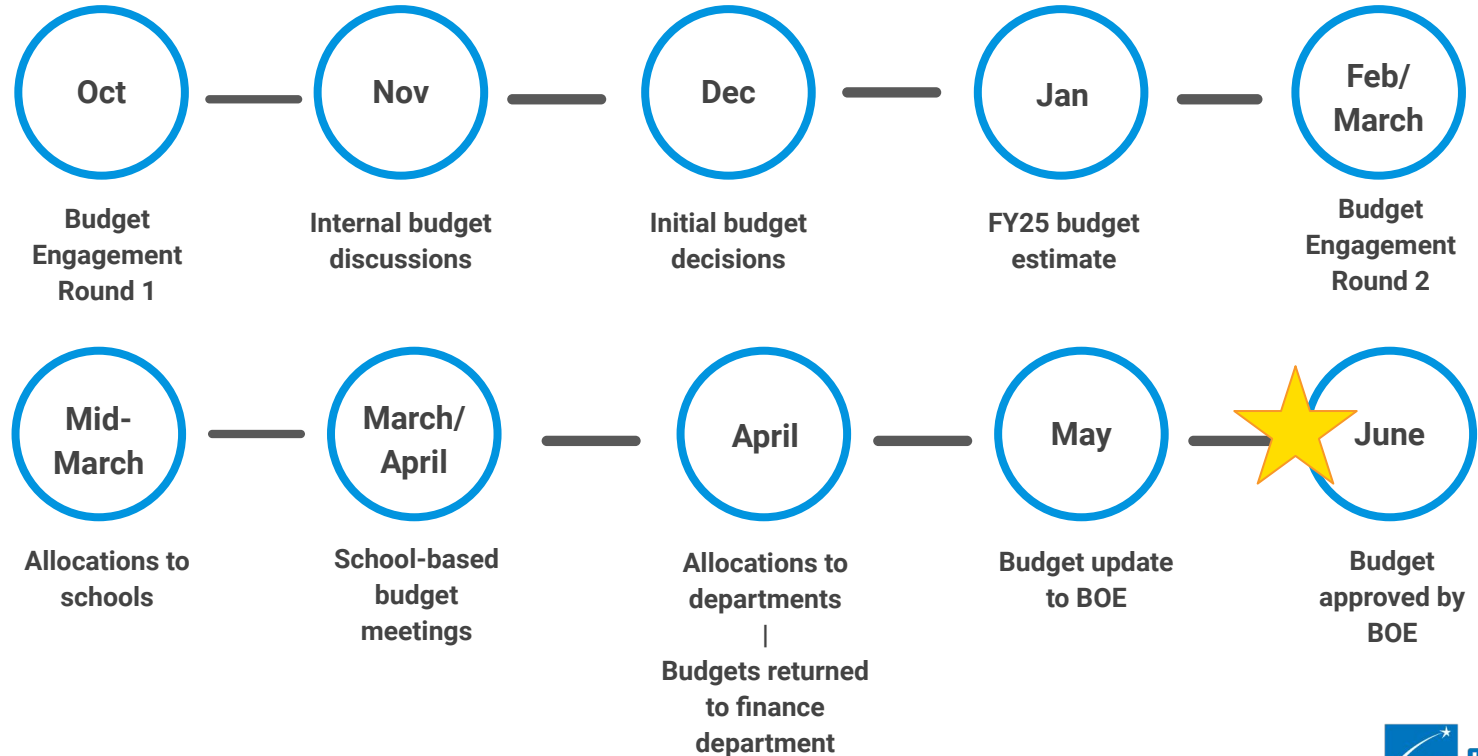 Oct
Nov
Dec
Jan
Feb/
March
Budget
Engagement
Round 1
Internal budget
discussions
Initial budget
decisions
FY25 budget
estimate
Budget
Engagement
Round 2
Mid-
March
March/
April
April
May
June
Allocations to
schools
School-based
budget
meetings
Allocations to
departments
|
Budgets returned
to finance
department
Budget update
to BOE
Budget
approved by
BOE